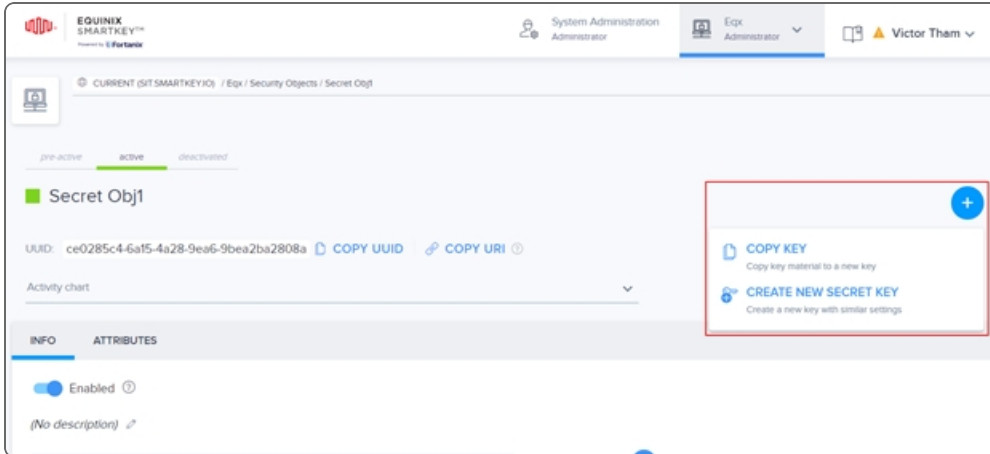 EQUINIX
SMARTKEY™
Powered by Fortanix
System Administration
Administrator
Eqx
Administrator
Victor Tham
CURRENT (SIT.SMARTKEY.IO) / Eqx / Security Objects / Secret Obj1
pre-active active deactivated
Secret Obj1
UUID: ce0285c4-6a15-4a28-9ea6-9bea2ba2808a COPY UUID COPY URI
Activity chart
COPY KEY
Copy key material to a new key
CREATE NEW SECRET KEY
Create a new key with similar settings
INFO ATTRIBUTES
Enabled
(No description)